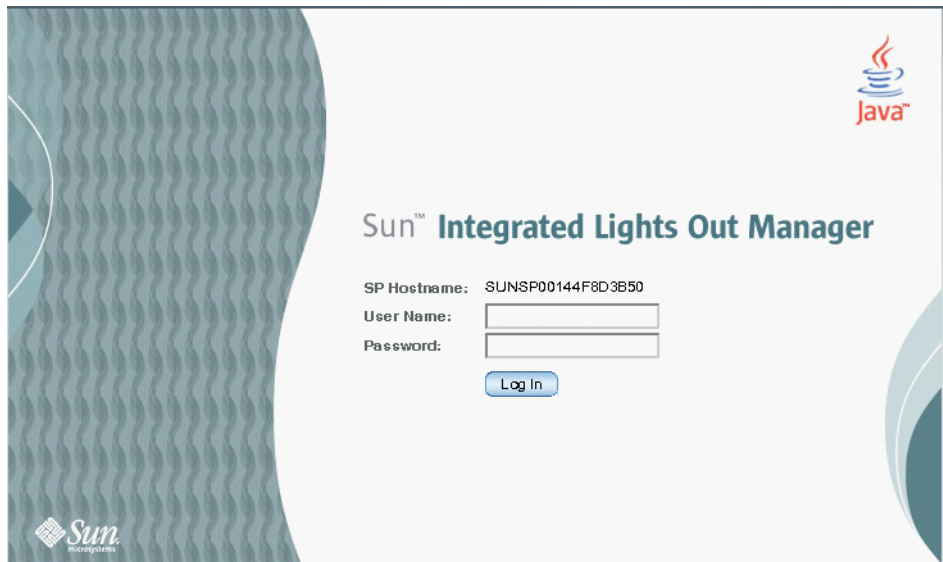 Java™
Sun™ Integrated Lights Out Manager
SP Hostname: SUNSP00144F8D3B50
User Name:
Password:
Log In
Sun
microsystems